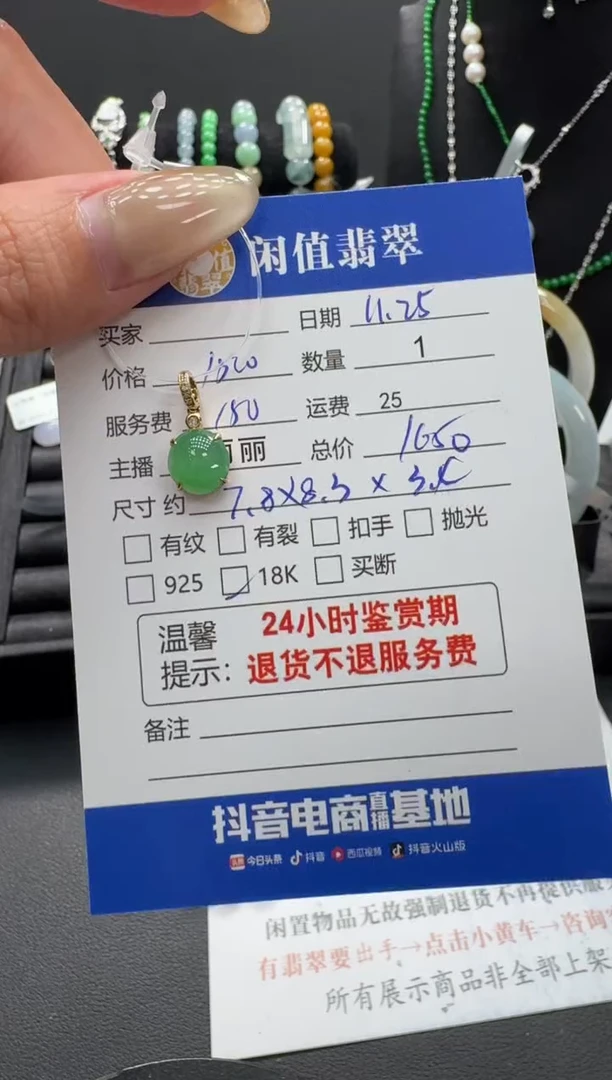 闲值翡翠
买家 日期 11.25
价格 数量 1
服务费 150 运费 25
主播 丽 总价 1650
尺寸 约 7.8×8.3×
有纹 有裂 扣手 抛光
925 18K 买断
温馨提示：
24小时鉴赏期
退货不退服务费
备注
抖音电商直播基地
今日头条 抖音 西瓜视频 抖音火山版
闲置物品无故强制退货不再提供服
有翡翠要出手→点击小黄车→咨询
所有展示商品非全部上架